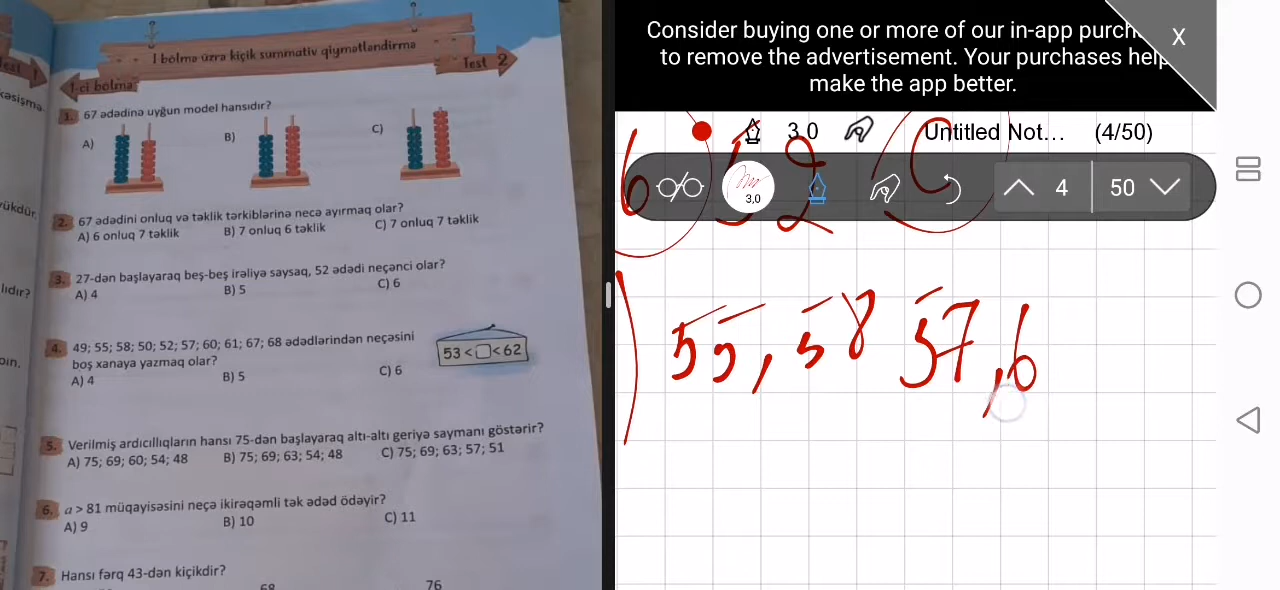 I bölmə üzrə kiçik summativ qiymətləndirmə
Test 2
1-ci bölmə
1. 67 ədədinə uyğun model hansıdır?
A) B) C)
2. 67 ədədini onluq və təklik tərkiblərinə necə ayırmaq olar?
A) 6 onluq 7 təklik B) 7 onluq 6 təklik C) 7 onluq 7 təklik
3. 27-dən başlayaraq beş-beş irəliyə saysaq, 52 ədədi neçənci olar?
A) 4 B) 5 C) 6
4. 49; 55; 58; 50; 52; 57; 60; 61; 67; 68 ədədlərindən neçəsini
boş xanaya yazmaq olar?
53 < □ < 62
A) 4 B) 5 C) 6
5. Verilmiş ardıcıllıqların hansı 75-dən başlayaraq altı-altı geriyə saymanı göstərir?
A) 75; 69; 60; 54; 48 B) 75; 69; 63; 54; 48 C) 75; 69; 63; 57; 51
6. a > 81 müqayisəsini neçə ikirəqəmli tək ədəd ödəyir?
A) 9 B) 10 C) 11
7. Hansı fərq 43-dən kiçikdir?
68 76
Consider buying one or more of our in-app purch
to remove the advertisement. Your purchases help
make the app better.
X
3,0 Untitled Not... (4/50)
3,0 4 50
6 52 C
) 55, 58 57, 6